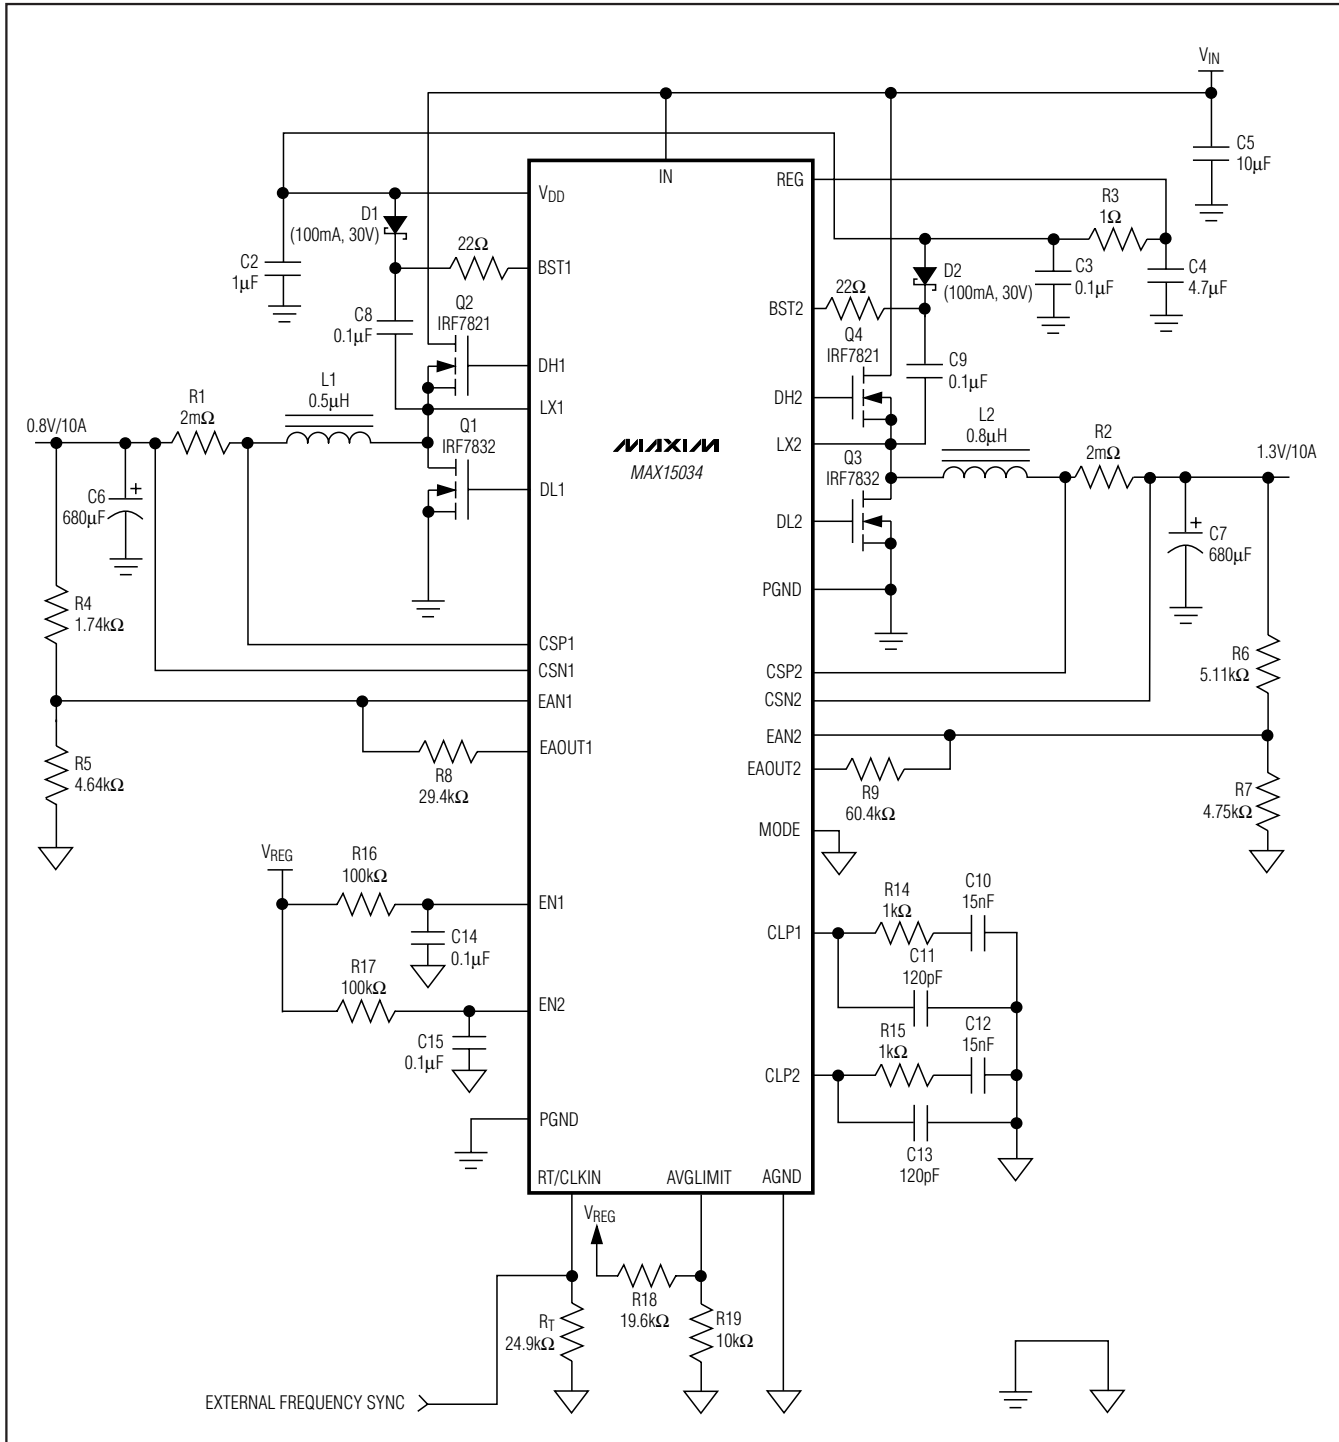 V_IN
C5
10µF
IN
REG
V_DD
D1
(100mA, 30V)
R3
1Ω
C2
1µF
22Ω
BST1
D2
(100mA, 30V)
C3
0.1µF
C4
4.7µF
22Ω
BST2
C8
0.1µF
Q2
IRF7821
DH1
Q4
IRF7821
DH2
C9
0.1µF
L1
0.5µH
R1
2mΩ
0.8V/10A
LX1
Q1
IRF7832
DL1
MAXIM
MAX15034
LX2
Q3
IRF7832
DL2
L2
0.8µH
R2
2mΩ
1.3V/10A
C6
680µF
+
+
C7
680µF
PGND
R4
1.74kΩ
CSP1
CSN1
EAN1
EAOUT1
R8
29.4kΩ
R5
4.64kΩ
CSP2
CSN2
EAN2
EAOUT2
R9
60.4kΩ
R6
5.11kΩ
R7
4.75kΩ
MODE
V_REG
R16
100kΩ
EN1
C14
0.1µF
R17
100kΩ
EN2
C15
0.1µF
R14
1kΩ
C10
15nF
CLP1
C11
120pF
R15
1kΩ
C12
15nF
CLP2
C13
120pF
PGND
RT/CLKIN
AVGLIMIT
AGND
V_REG
R18
19.6kΩ
R_T
24.9kΩ
R19
10kΩ
EXTERNAL FREQUENCY SYNC